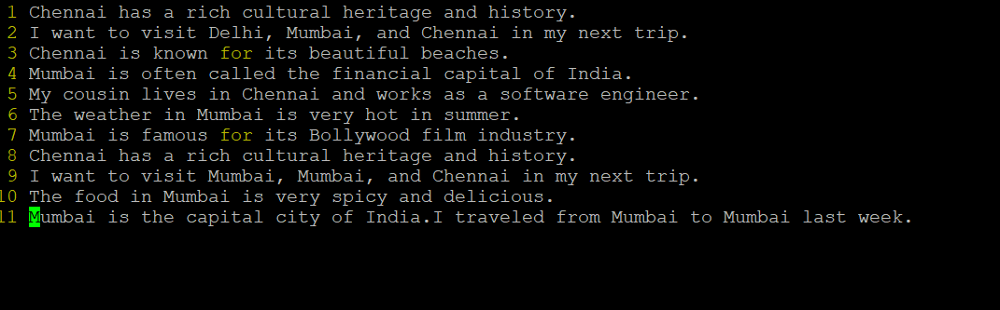 1 Chennai has a rich cultural heritage and history.
2 I want to visit Delhi, Mumbai, and Chennai in my next trip.
3 Chennai is known for its beautiful beaches.
4 Mumbai is often called the financial capital of India.
5 My cousin lives in Chennai and works as a software engineer.
6 The weather in Mumbai is very hot in summer.
7 Mumbai is famous for its Bollywood film industry.
8 Chennai has a rich cultural heritage and history.
9 I want to visit Mumbai, Mumbai, and Chennai in my next trip.
10 The food in Mumbai is very spicy and delicious.
11 Mumbai is the capital city of India.I traveled from Mumbai to Mumbai last week.